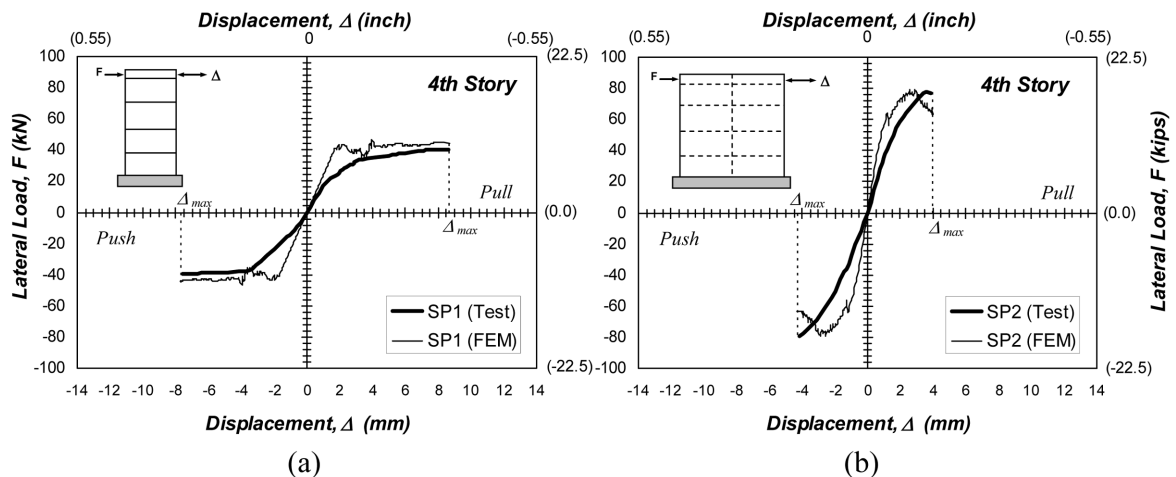 Displacement, Δ (inch)
(0.55) 0 (-0.55)
100 (22.5)
80
60
40
20
0 (0.0)
-20
-40
-60
-80
-100 (-22.5)
-14 -12 -10 -8 -6 -4 -2 0 2 4 6 8 10 12 14
Lateral Load, F (kN)
F Δ
4th Story
Pull
Push
Δ max
Δ max
SP1 (Test)
SP1 (FEM)
Displacement, Δ (mm)
(a)
Displacement, Δ (inch)
(0.55) 0 (-0.55)
100 (22.5)
80
60
40
20
0 (0.0)
-20
-40
-60
-80
-100 (-22.5)
-14 -12 -10 -8 -6 -4 -2 0 2 4 6 8 10 12 14
Lateral Load, F (kips)
F Δ
4th Story
Pull
Push
Δ max
Δ max
SP2 (Test)
SP2 (FEM)
Displacement, Δ (mm)
(b)